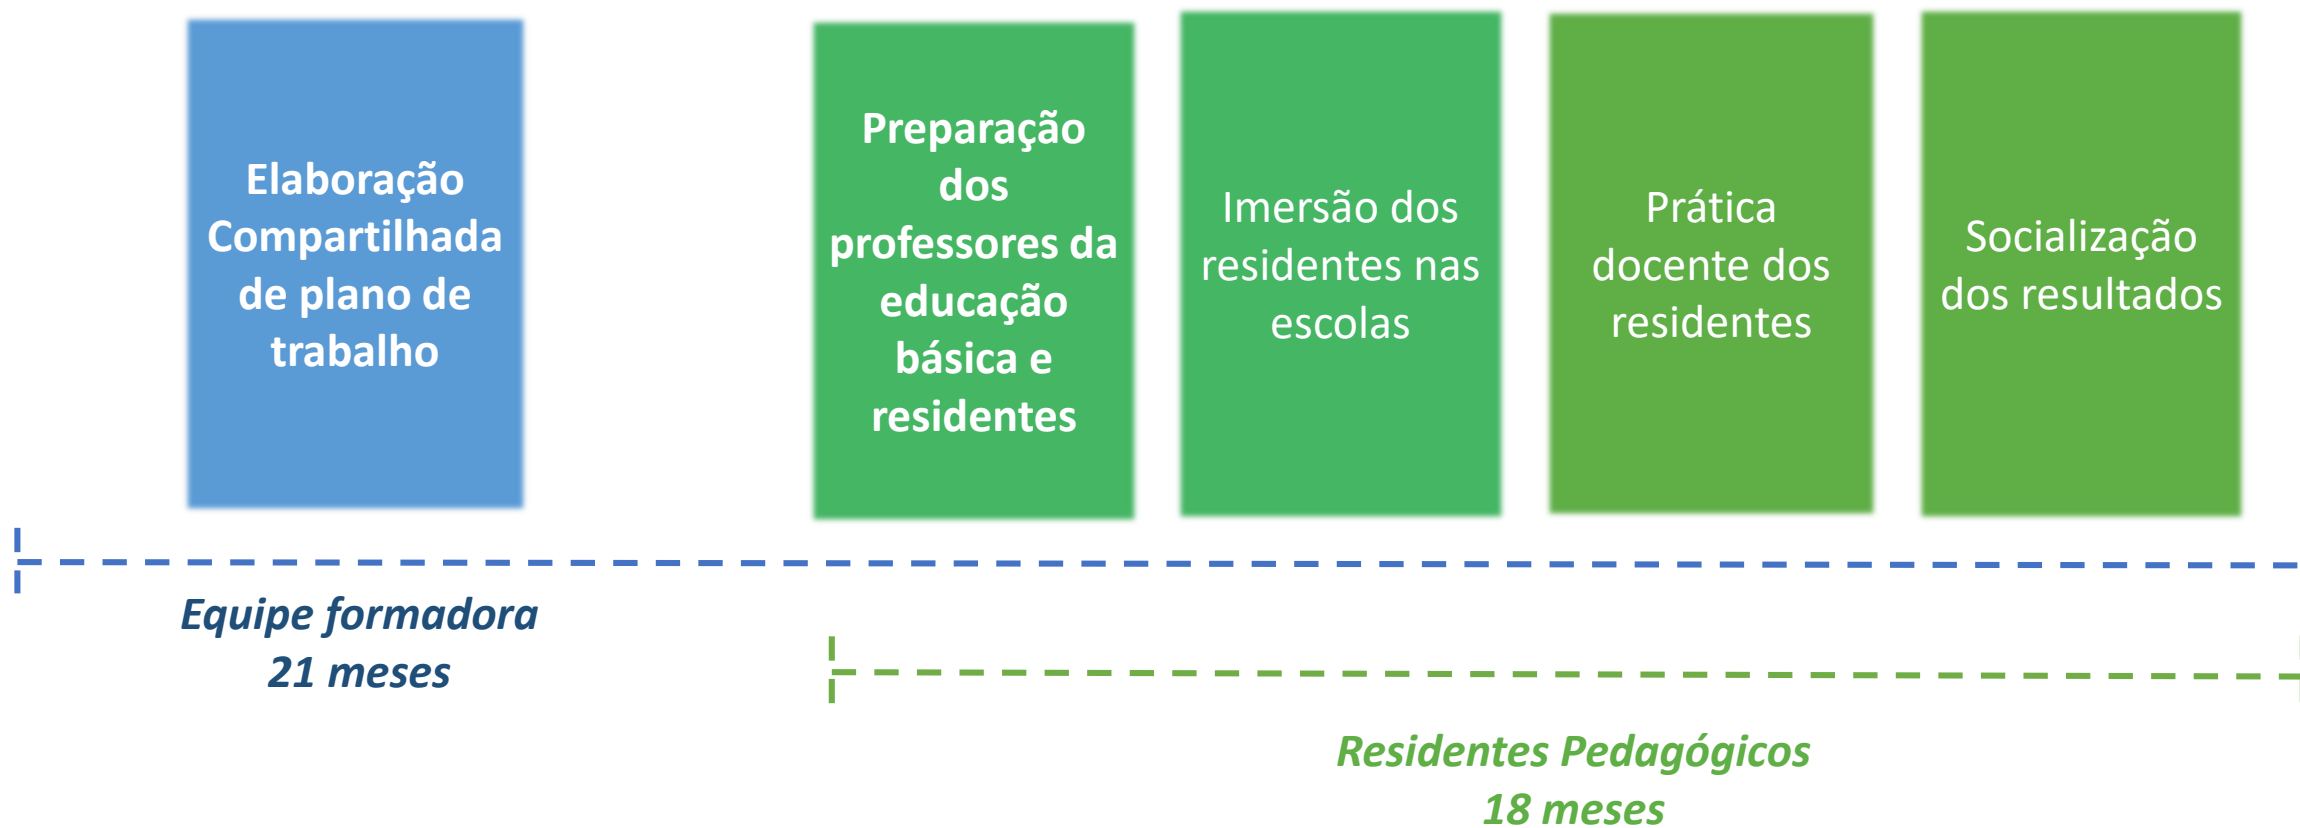 Elaboração
Compartilhada
de plano de
trabalho
Preparação
dos
professores da
educação
básica e
residentes
Imersão dos
residentes nas
escolas
Prática
docente dos
residentes
Socialização
dos resultados
Equipe formadora
21 meses
Residentes Pedagógicos
18 meses